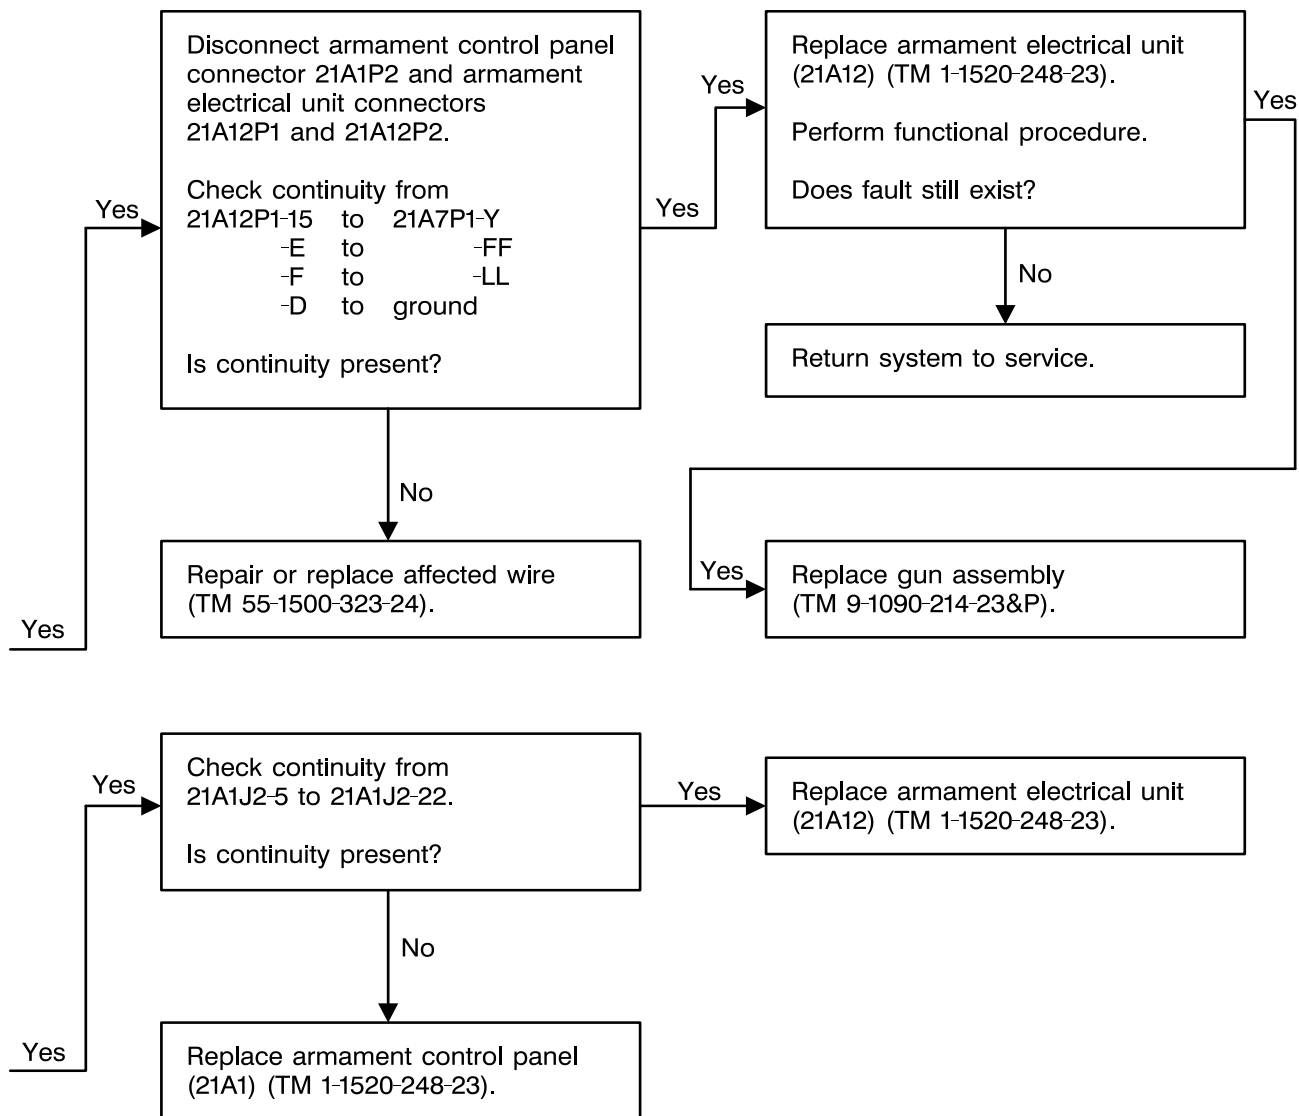 Disconnect armament control panel
connector 21A1P2 and armament
electrical unit connectors
21A12P1 and 21A12P2.
Check continuity from
21A12P1-15 to 21A7P1-Y
-E to -FF
-F to -LL
-D to ground
Is continuity present?
Yes
Yes
Yes
Yes
Replace armament electrical unit
(21A12) (TM 1-1520-248-23).
Perform functional procedure.
Does fault still exist?
Yes
No
Return system to service.
No
Repair or replace affected wire
(TM 55-1500-323-24).
Yes
Replace gun assembly
(TM 9-1090-214-23&P).
Yes
Yes
Check continuity from
21A1J2-5 to 21A1J2-22.
Is continuity present?
Yes
Replace armament electrical unit
(21A12) (TM 1-1520-248-23).
No
Replace armament control panel
(21A1) (TM 1-1520-248-23).